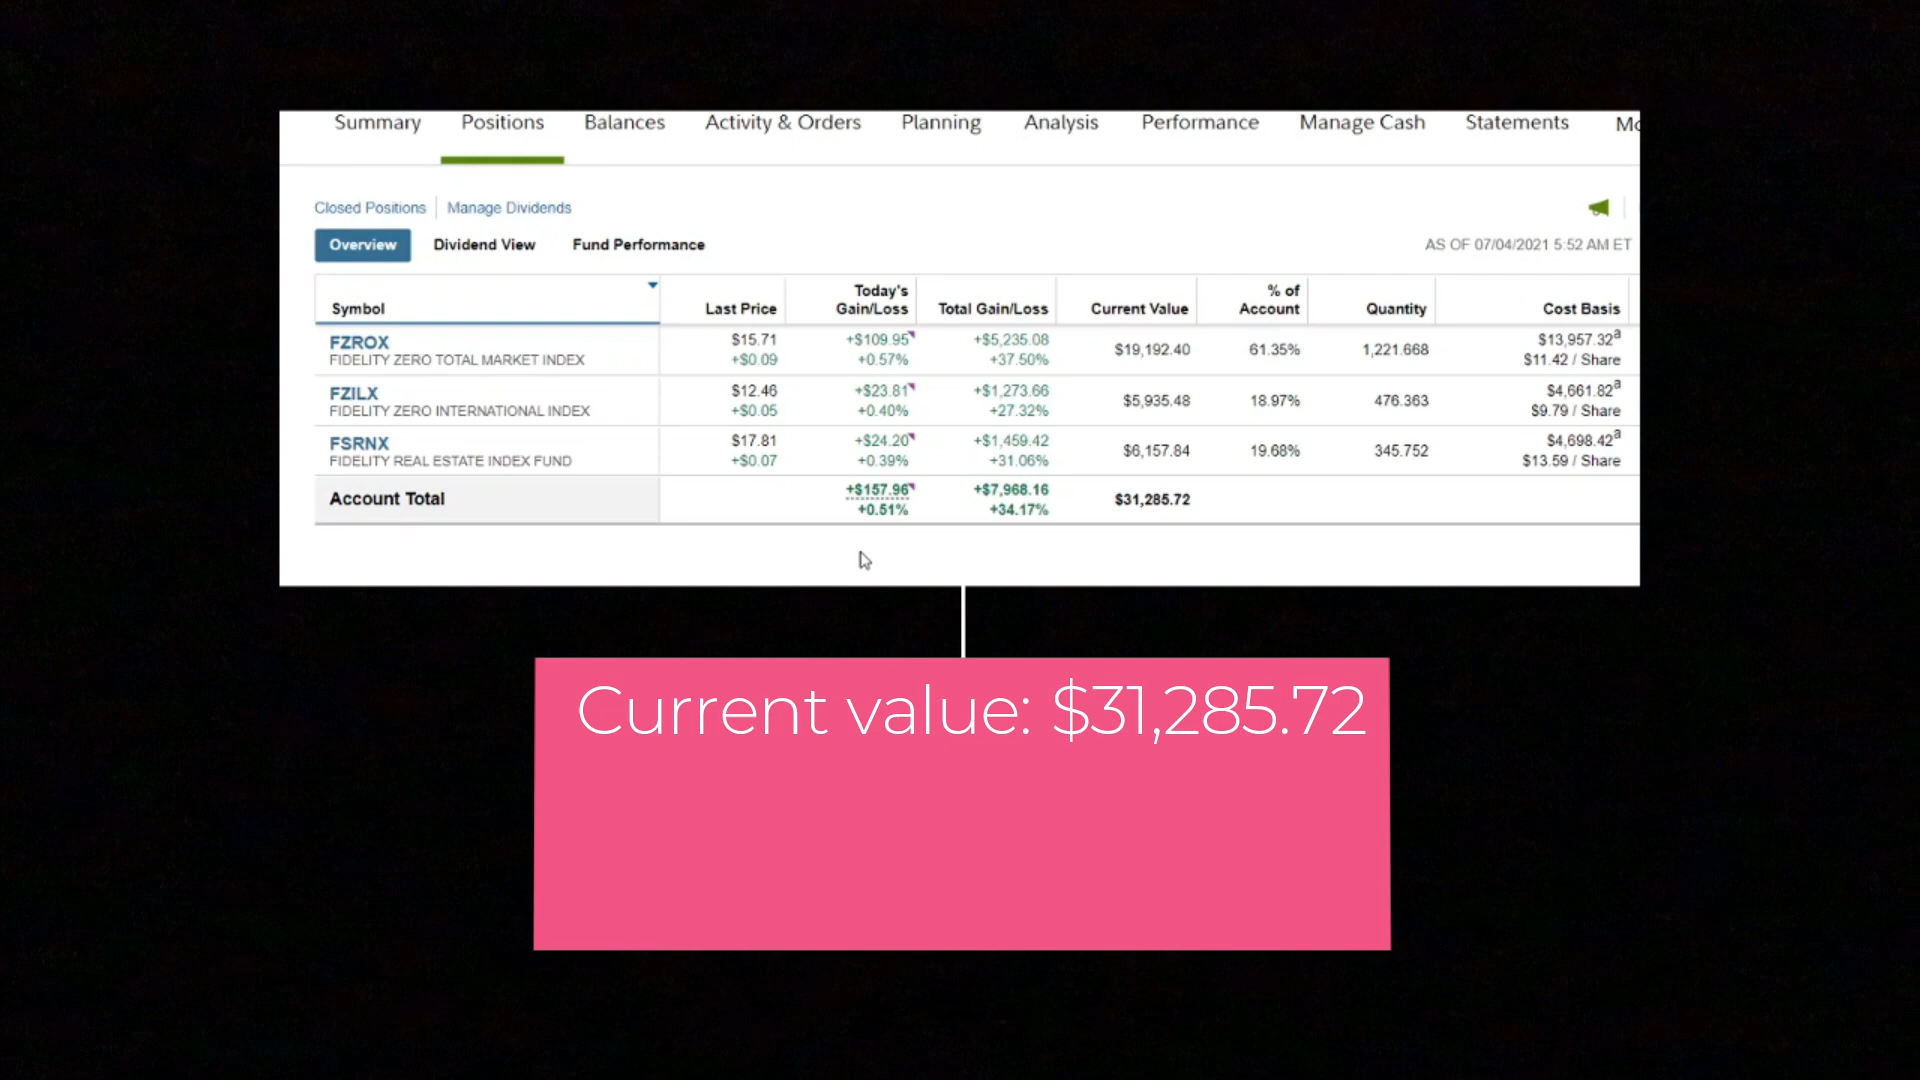 Summary Positions Balances Activity & Orders Planning Analysis Performance Manage Cash Statements
Closed Positions Manage Dividends
Overview Dividend View Fund Performance AS OF 07/04/2021 5:52 AM ET
Symbol Last Price Today's Gain/Loss Total Gain/Loss Current Value % of Account Quantity Cost Basis
FZROX $15.71 +$109.95 +$5,235.08 $19,192.40 61.35% 1,221.668 $13,957.32a
FIDELITY ZERO TOTAL MARKET INDEX +$0.09 +0.57% +37.50% $11.42 / Share
FZILX $12.46 +$23.81 +$1,273.66 $5,935.48 18.97% 476.363 $4,661.82a
FIDELITY ZERO INTERNATIONAL INDEX +$0.05 +0.40% +27.32% $9.79 / Share
FSRNX $17.81 +$24.20 +$1,459.42 $6,157.84 19.68% 345.752 $4,698.42a
FIDELITY REAL ESTATE INDEX FUND +$0.07 +0.39% +31.06% $13.59 / Share
Account Total +$157.96 +$7,968.16 $31,285.72
+0.51% +34.17%
Current value: $31,285.72